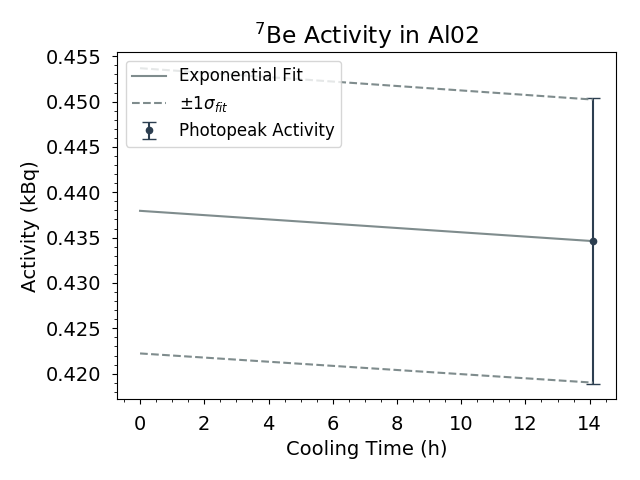 ⁷Be Activity in Al02
Activity (kBq)
0.455
0.450
0.445
0.440
0.435
0.430
0.425
0.420
Exponential Fit
±1σfit
Photopeak Activity
0 2 4 6 8 10 12 14
Cooling Time (h)